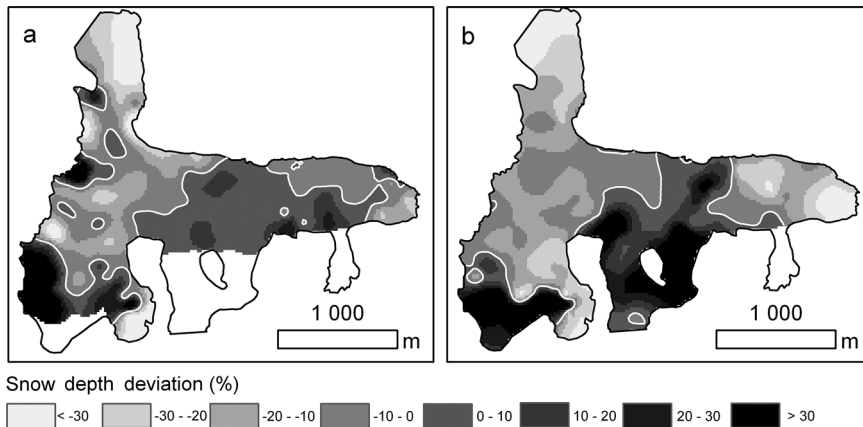 a
b
1 000
m
1 000
m
Snow depth deviation (%)
< -30 -30 - -20 -20 - -10 -10 - 0 0 - 10 10 - 20 20 - 30 > 30